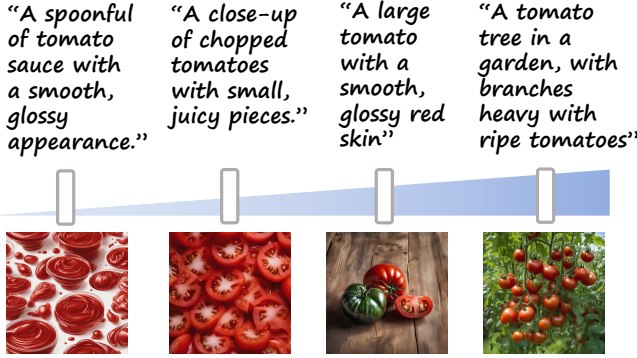 “A spoonful
of tomato
sauce with
a smooth,
glossy
appearance.”
“A close-up
of chopped
tomatoes
with small,
juicy pieces.”
“A large
tomato
with a
smooth,
glossy red
skin”
“A tomato
tree in a
garden, with
branches
heavy with
ripe tomatoes”